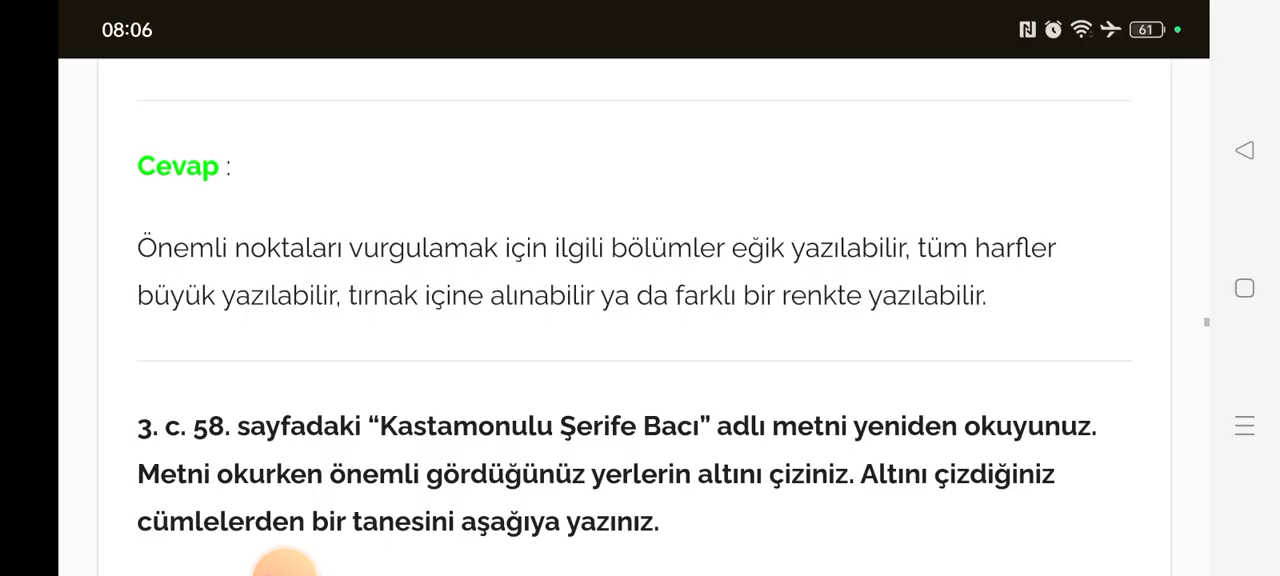 08:06
61
Cevap :
Önemli noktaları vurgulamak için ilgili bölümler eğik yazılabilir, tüm harfler
büyük yazılabilir, tırnak içine alınabilir ya da farklı bir renkte yazılabilir.
3. c. 58. sayfadaki “Kastamonulu Şerife Bacı” adlı metni yeniden okuyunuz.
Metni okurken önemli gördüğünüz yerlerin altını çiziniz. Altını çizdiğiniz
cümlelerden bir tanesini aşağıya yazınız.